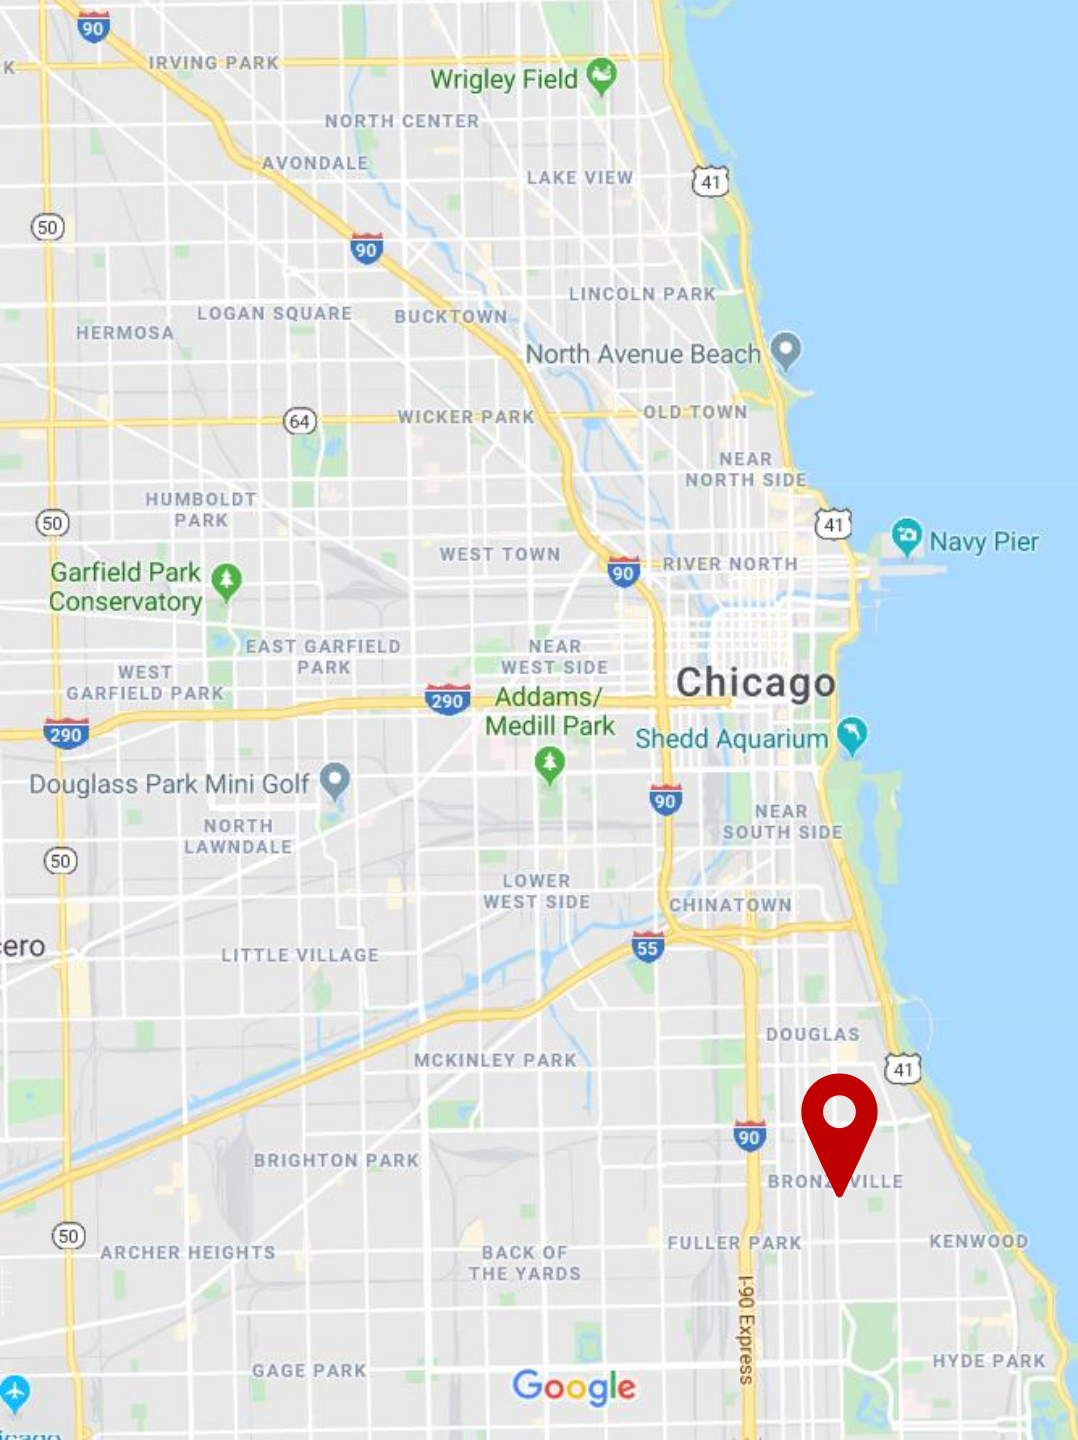 90
K
IRVING PARK
Wrigley Field
NORTH CENTER
AVONDALE
LAKE VIEW
41
50
90
LINCOLN PARK
LOGAN SQUARE
BUCKTOWN
HERMOSA
North Avenue Beach
64
WICKER PARK
OLD TOWN
NEAR
NORTH SIDE
HUMBOLDT
PARK
50
41
Navy Pier
WEST TOWN
90
RIVER NORTH
Garfield Park
Conservatory
EAST GARFIELD
PARK
NEAR
WEST SIDE
WEST
GARFIELD PARK
Chicago
290
Addams/
Medill Park
290
Shedd Aquarium
Douglass Park Mini Golf
90
NEAR
SOUTH SIDE
NORTH
LAWNDALE
50
LOWER
WEST SIDE
CHINATOWN
cero
55
LITTLE VILLAGE
DOUGLAS
MCKINLEY PARK
41
90
BRIGHTON PARK
BRONZ VILLE
50
ARCHER HEIGHTS
BACK OF
THE YARDS
FULLER PARK
KENWOOD
I-90 Express
GAGE PARK
HYDE PARK
Google
icago